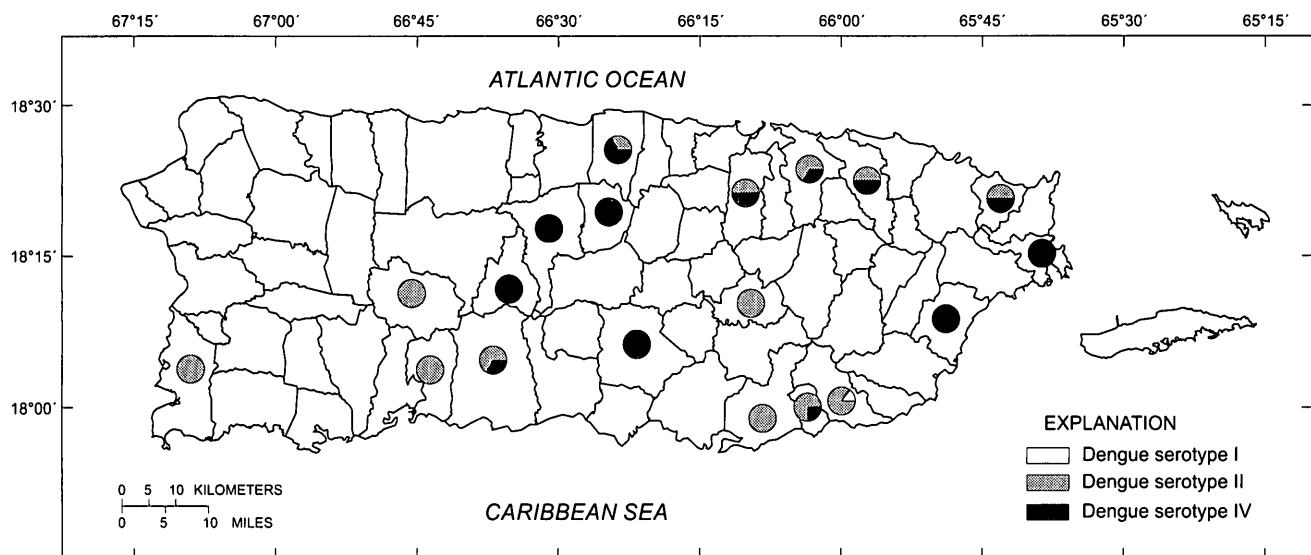 67°15' 67°00' 66°45' 66°30' 66°15' 66°00' 65°45' 65°30' 65°15'
ATLANTIC OCEAN
18°30'
18°15'
18°00'
EXPLANATION
Dengue serotype I
Dengue serotype II
Dengue serotype IV
0 5 10 KILOMETERS
0 5 10 MILES
CARIBBEAN SEA